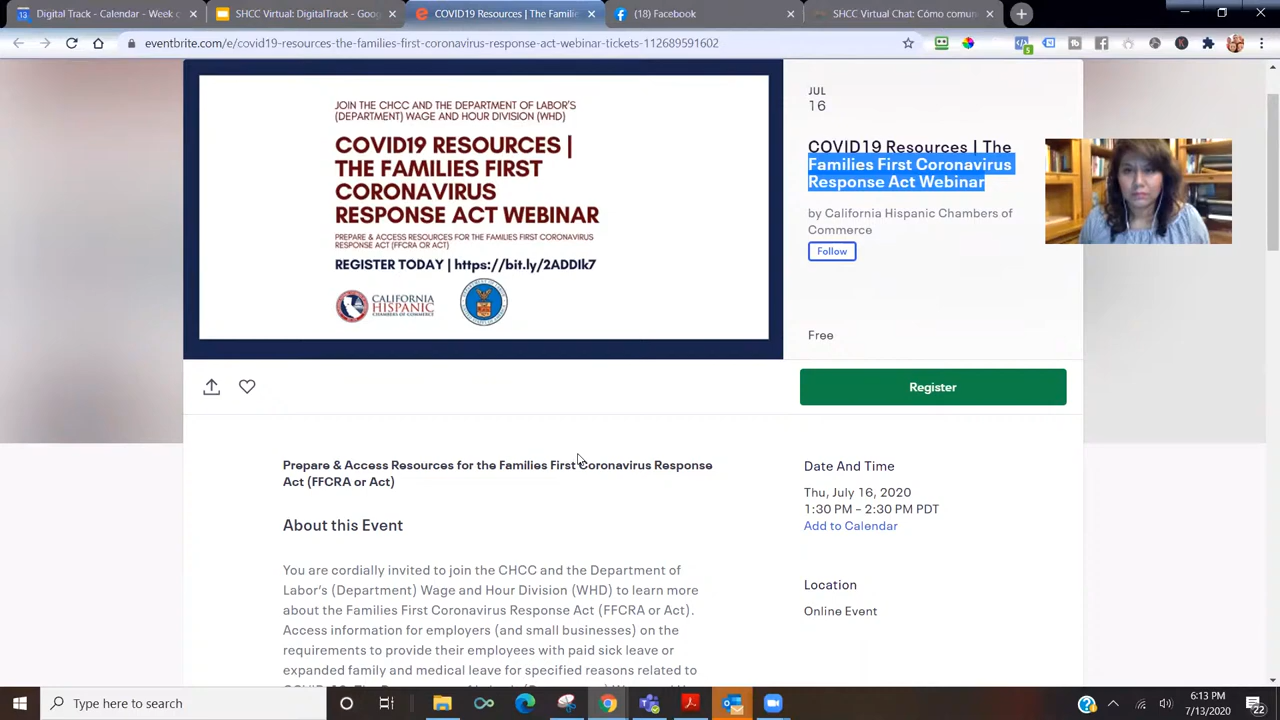 13
Digital Track - Calendar - Week
SHCC Virtual: DigitalTrack - Goog
COVID19 Resources | The Familie
(18) Facebook
SHCC Virtual Chat: Cómo comuni
eventbrite.com/e/covid19-resources-the-families-first-coronavirus-response-act-webinar-tickets-112689591602
5
JOIN THE CHCC AND THE DEPARTMENT OF LABOR'S
(DEPARTMENT) WAGE AND HOUR DIVISION (WHD)
COVID19 RESOURCES |
THE FAMILIES FIRST
CORONAVIRUS
RESPONSE ACT WEBINAR
PREPARE & ACCESS RESOURCES FOR THE FAMILIES FIRST CORONAVIRUS
RESPONSE ACT (FFCRA OR ACT)
REGISTER TODAY | https://bit.ly/2ADDlk7
CALIFORNIA
HISPANIC
CHAMBERS OF COMMERCE
JUL
16
COVID19 Resources | The
Families First Coronavirus
Response Act Webinar
by California Hispanic Chambers of
Commerce
Follow
Free
Register
Prepare & Access Resources for the Families First Coronavirus Response
Act (FFCRA or Act)
About this Event
You are cordially invited to join the CHCC and the Department of
Labor's (Department) Wage and Hour Division (WHD) to learn more
about the Families First Coronavirus Response Act (FFCRA or Act).
Access information for employers (and small businesses) on the
requirements to provide their employees with paid sick leave or
expanded family and medical leave for specified reasons related to
Date And Time
Thu, July 16, 2020
1:30 PM – 2:30 PM PDT
Add to Calendar
Location
Online Event
Type here to search
6:13 PM
7/13/2020
22